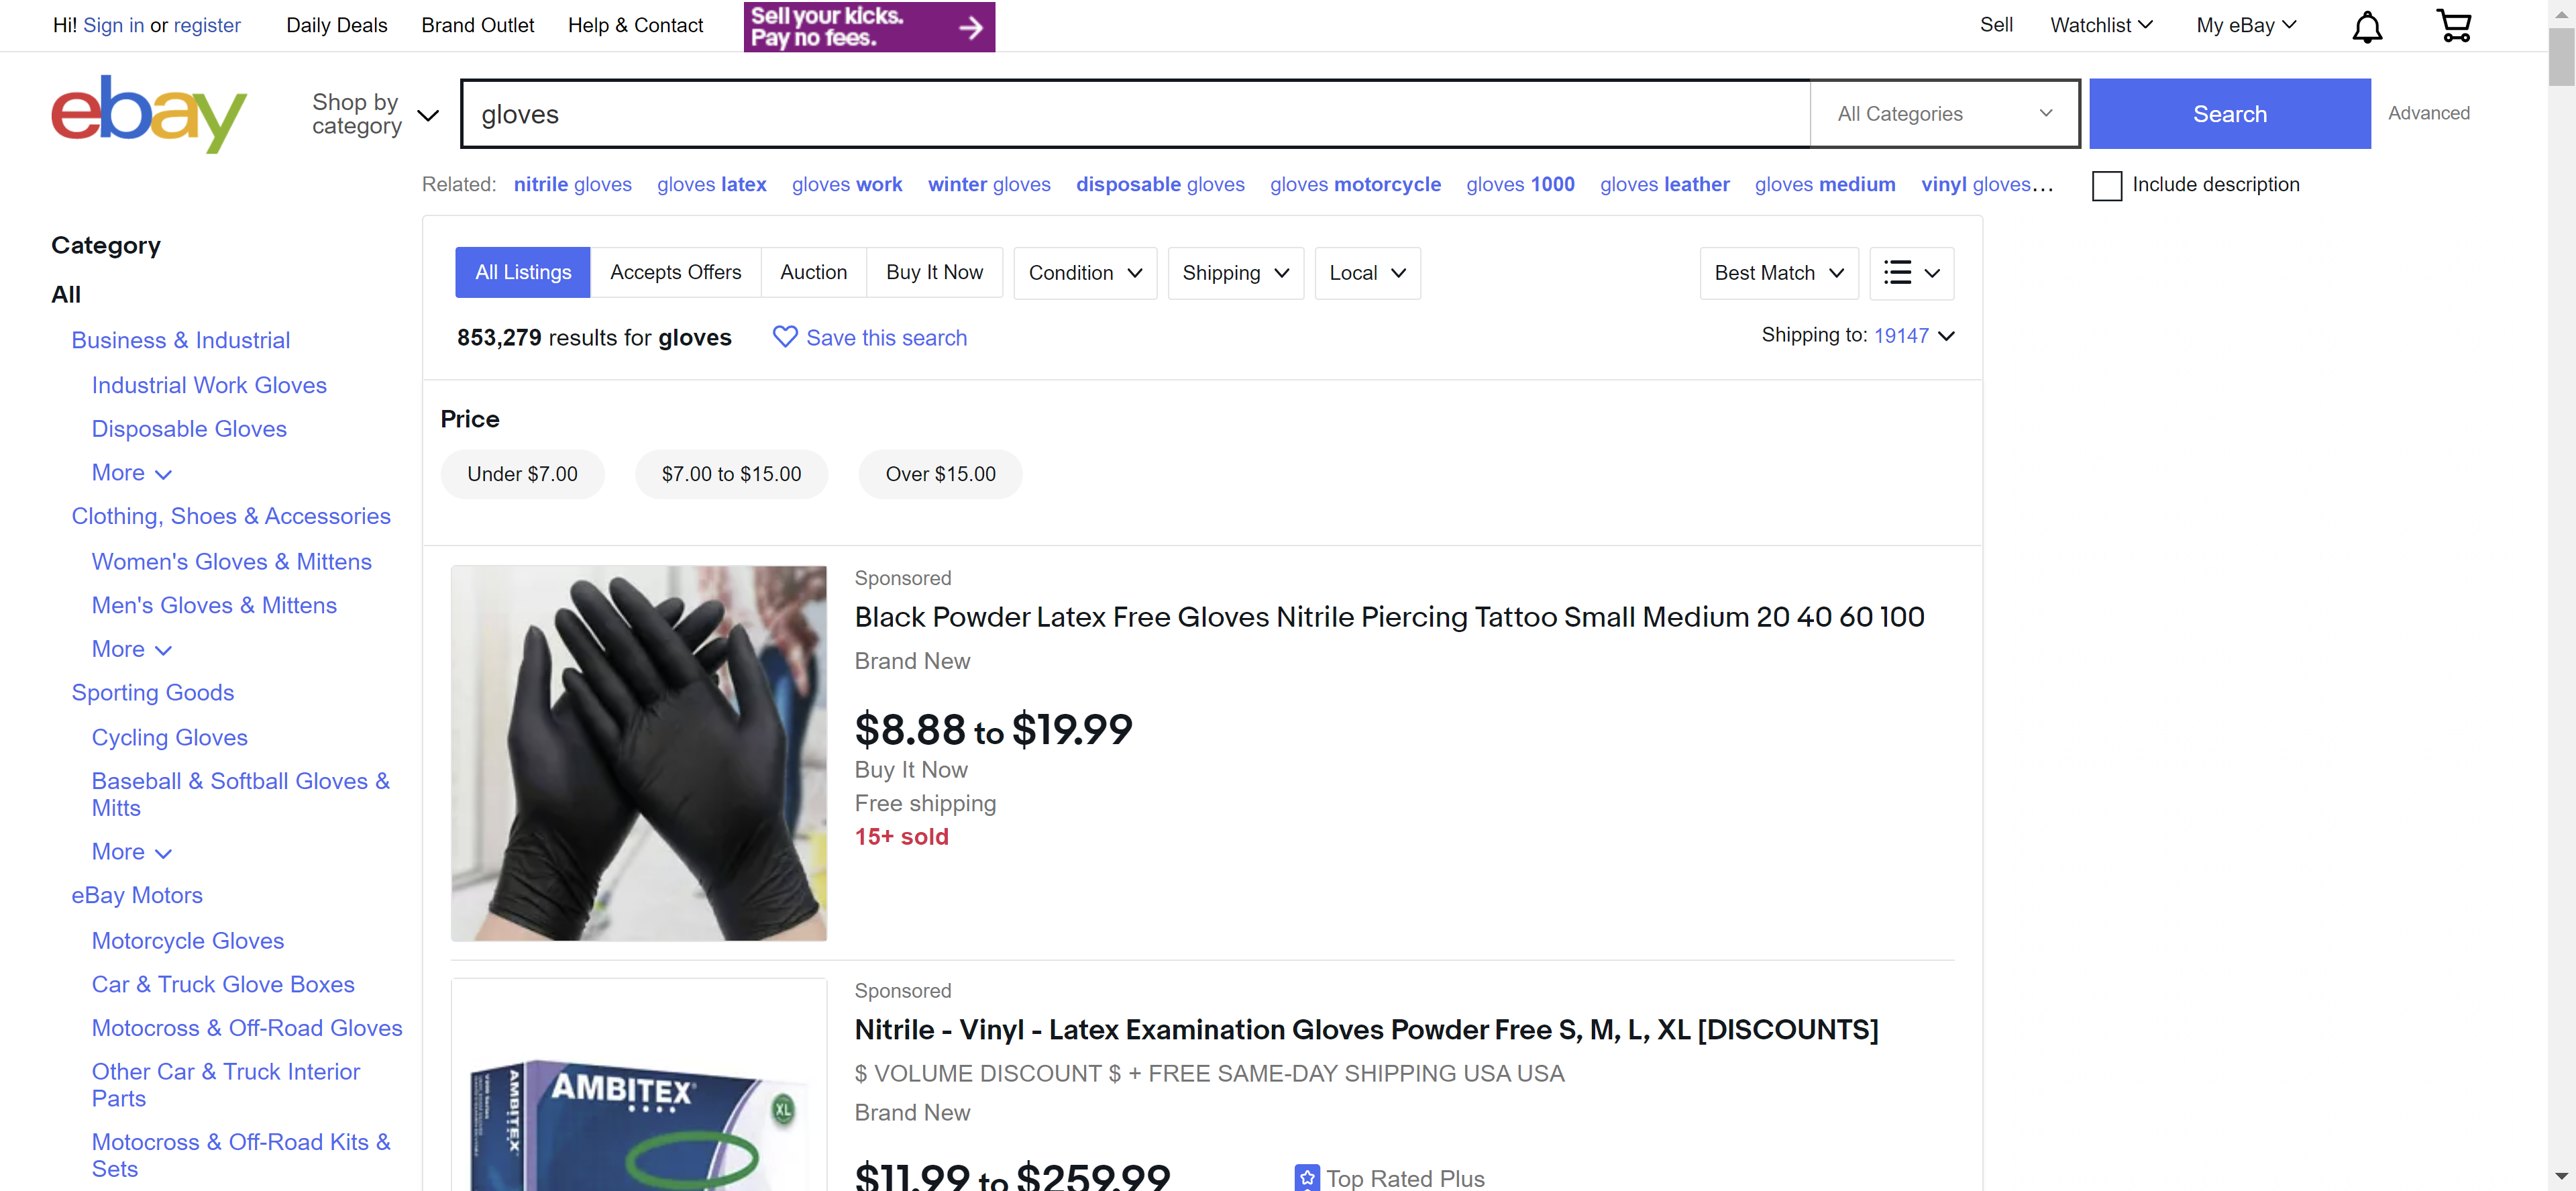 Hi! Sign in or register
Daily Deals
Brand Outlet
Help & Contact
Sell your kicks.
Pay no fees.
Sell
Watchlist
My eBay
ebay
Shop by
category
gloves
All Categories
Search
Advanced
Related: nitrile gloves gloves latex gloves work winter gloves disposable gloves gloves motorcycle gloves 1000 gloves leather gloves medium vinyl gloves...
Include description
Category
All
Business & Industrial
Industrial Work Gloves
Disposable Gloves
More
Clothing, Shoes & Accessories
Women's Gloves & Mittens
Men's Gloves & Mittens
More
Sporting Goods
Cycling Gloves
Baseball & Softball Gloves &
Mitts
More
eBay Motors
Motorcycle Gloves
Car & Truck Glove Boxes
Motocross & Off-Road Gloves
Other Car & Truck Interior
Parts
Motocross & Off-Road Kits &
Sets
All Listings
Accepts Offers
Auction
Buy It Now
Condition
Shipping
Local
Best Match
853,279 results for gloves
Save this search
Shipping to: 19147
Price
Under $7.00
$7.00 to $15.00
Over $15.00
Sponsored
Black Powder Latex Free Gloves Nitrile Piercing Tattoo Small Medium 20 40 60 100
Brand New
$8.88 to $19.99
Buy It Now
Free shipping
15+ sold
AMBITEX
AMBITEX
AMBITEX
XL
Sponsored
Nitrile - Vinyl - Latex Examination Gloves Powder Free S, M, L, XL [DISCOUNTS]
$ VOLUME DISCOUNT $ + FREE SAME-DAY SHIPPING USA USA
Brand New
$11.99 to $259.99
Top Rated Plus